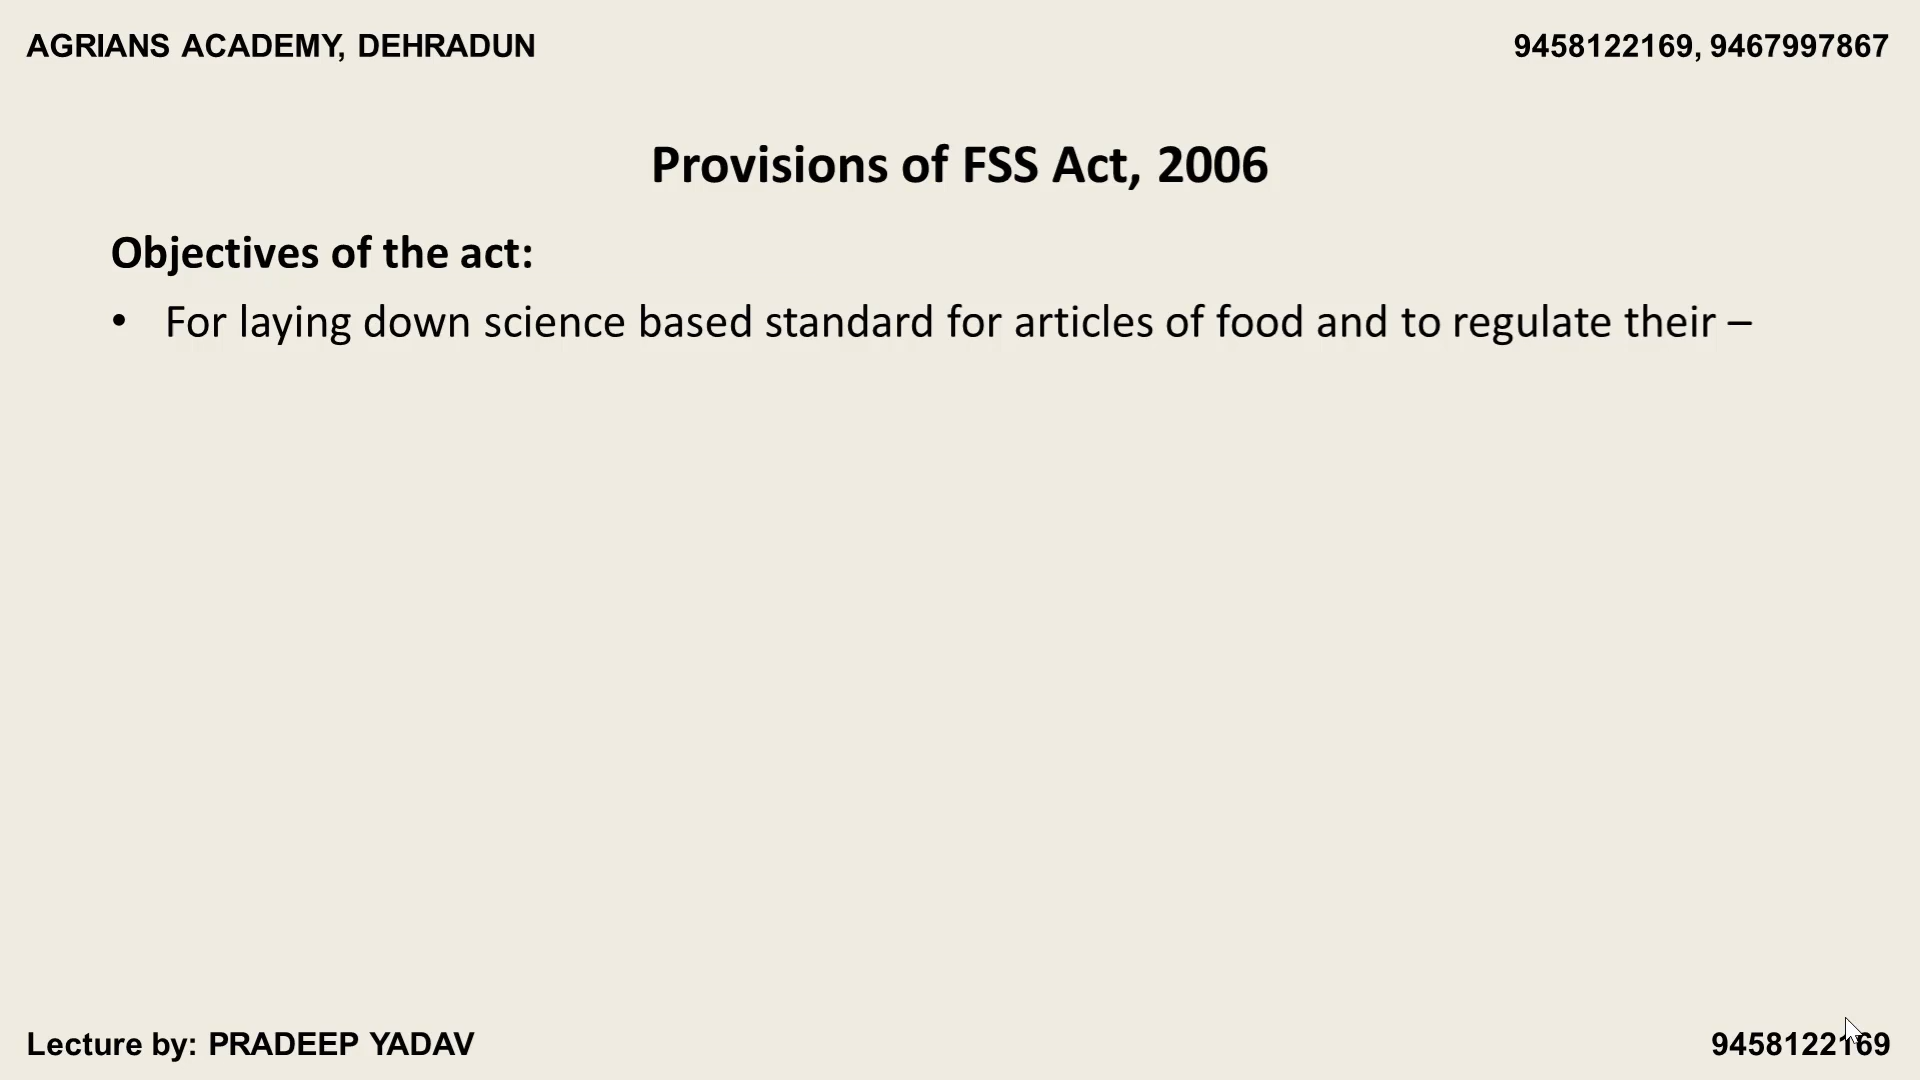 AGRIANS ACADEMY, DEHRADUN
9458122169, 9467997867
Provisions of FSS Act, 2006
Objectives of the act:
• For laying down science based standard for articles of food and to regulate their –
Lecture by: PRADEEP YADAV
9458122169